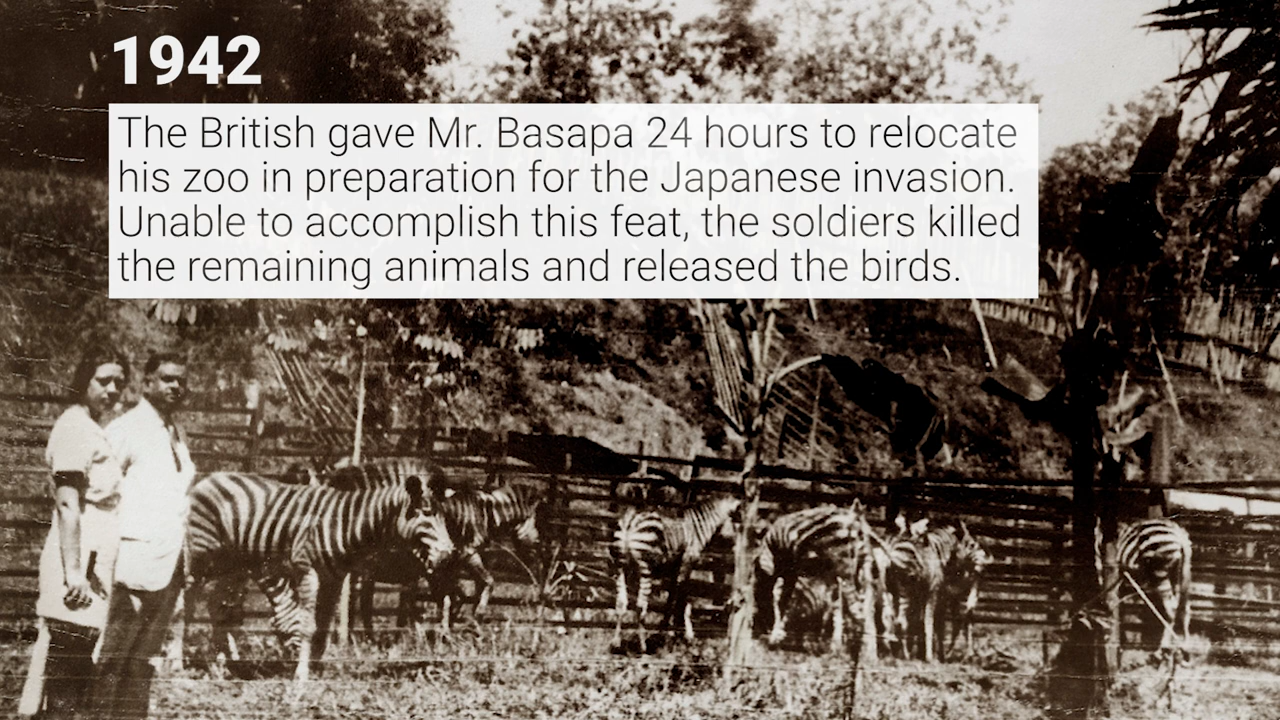 1942
The British gave Mr. Basapa 24 hours to relocate
his zoo in preparation for the Japanese invasion.
Unable to accomplish this feat, the soldiers killed
the remaining animals and released the birds.